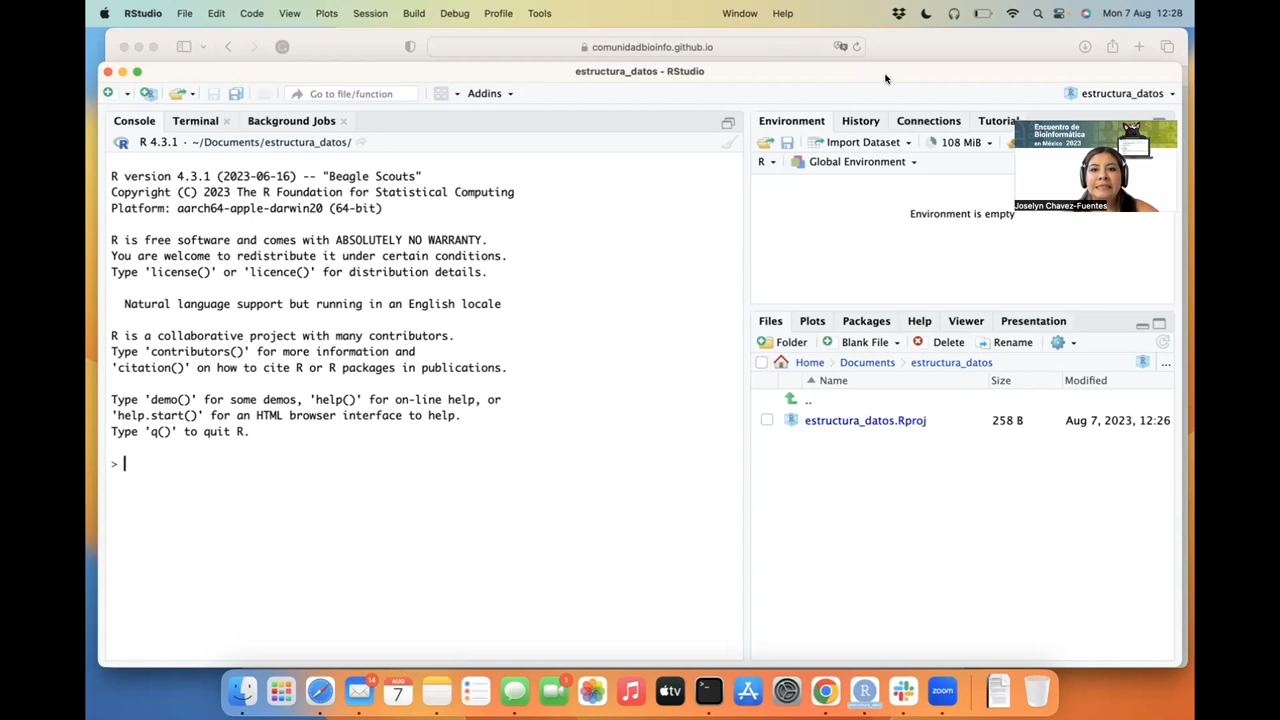 RStudio File Edit Code View Plots Session Build Debug Profile Tools Window Help Mon 7 Aug 12:28
comunidadbioinfo.github.io
estructura_datos - RStudio
Go to file/function Addins estructura_datos
Console Terminal Background Jobs
R 4.3.1 · ~/Documents/estructura_datos/
R version 4.3.1 (2023-06-16) -- "Beagle Scouts"
Copyright (C) 2023 The R Foundation for Statistical Computing
Platform: aarch64-apple-darwin20 (64-bit)
R is free software and comes with ABSOLUTELY NO WARRANTY.
You are welcome to redistribute it under certain conditions.
Type 'license()' or 'licence()' for distribution details.
Natural language support but running in an English locale
R is a collaborative project with many contributors.
Type 'contributors()' for more information and
'citation()' on how to cite R or R packages in publications.
Type 'demo()' for some demos, 'help()' for on-line help, or
'help.start()' for an HTML browser interface to help.
Type 'q()' to quit R.
>
Environment History Connections Tutorial
Import Dataset 108 MiB
R Global Environment
Environment is empty
Encuentro de
Bioinformática
en México 2023
Joselyn Chavez-Fuentes
Files Plots Packages Help Viewer Presentation
Folder Blank File Delete Rename
Home Documents estructura_datos ...
Name Size Modified
..
estructura_datos.Rproj 258 B Aug 7, 2023, 12:26
14
AUG
7
1
tv
zoom